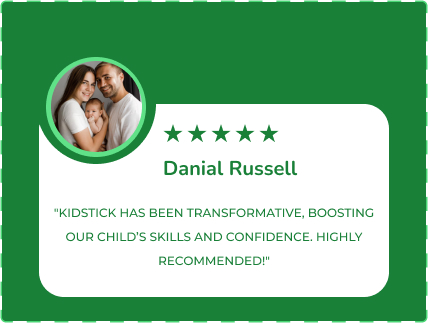 Danial Russell
"KIDSTICK HAS BEEN TRANSFORMATIVE, BOOSTING
OUR CHILD'S SKILLS AND CONFIDENCE. HIGHLY
RECOMMENDED!"